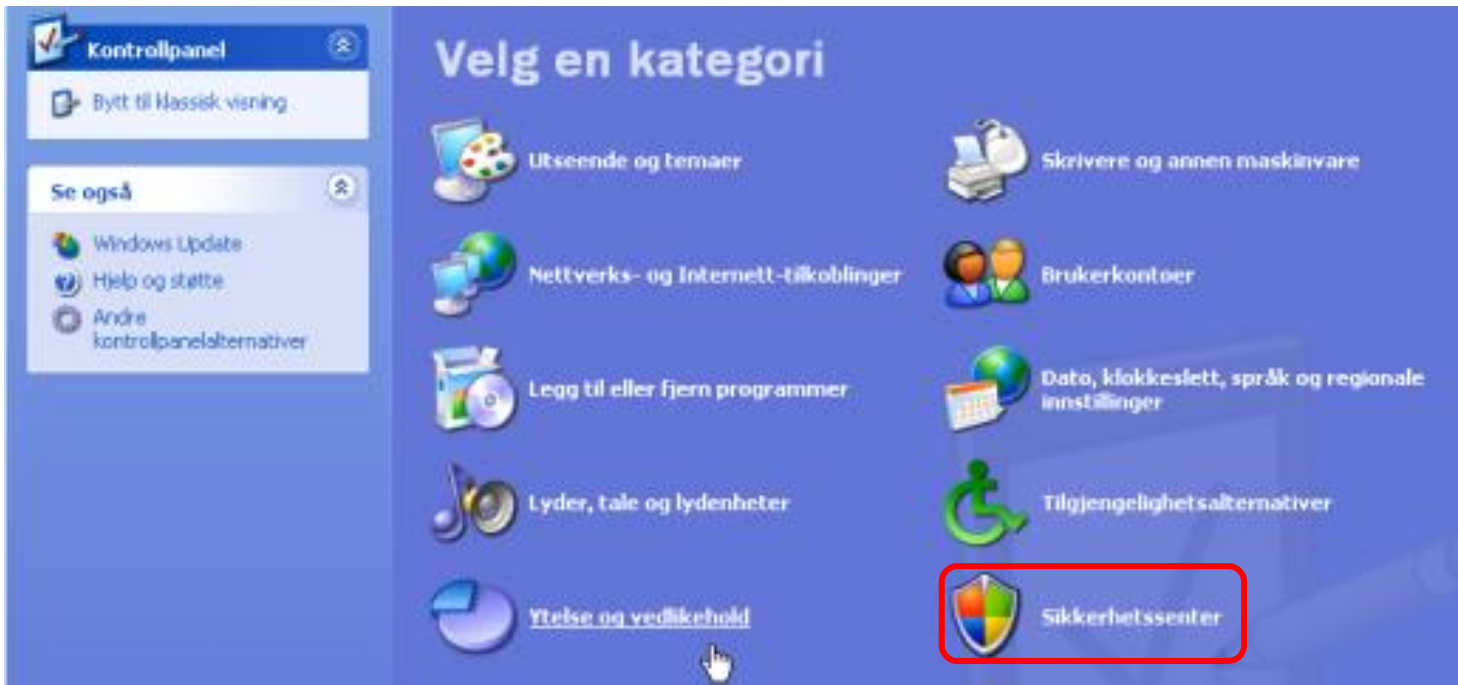 Kontrollpanel
Bytt til klassisk visning
Se også
Windows Update
Hjelp og støtte
Andre
kontrollpanelalternativer
Velg en kategori
Utseende og temaer
Skrivere og annen maskinvare
Nettverks- og Internett-tilkoblinger
Brukerkontoer
Legg til eller fjern programmer
Dato, klokkeslett, språk og regionale
innstillinger
Lyder, tale og lydenheter
Tilgjengelighetsalternativer
Ytelse og vedlikehold
Sikkerhetssenter